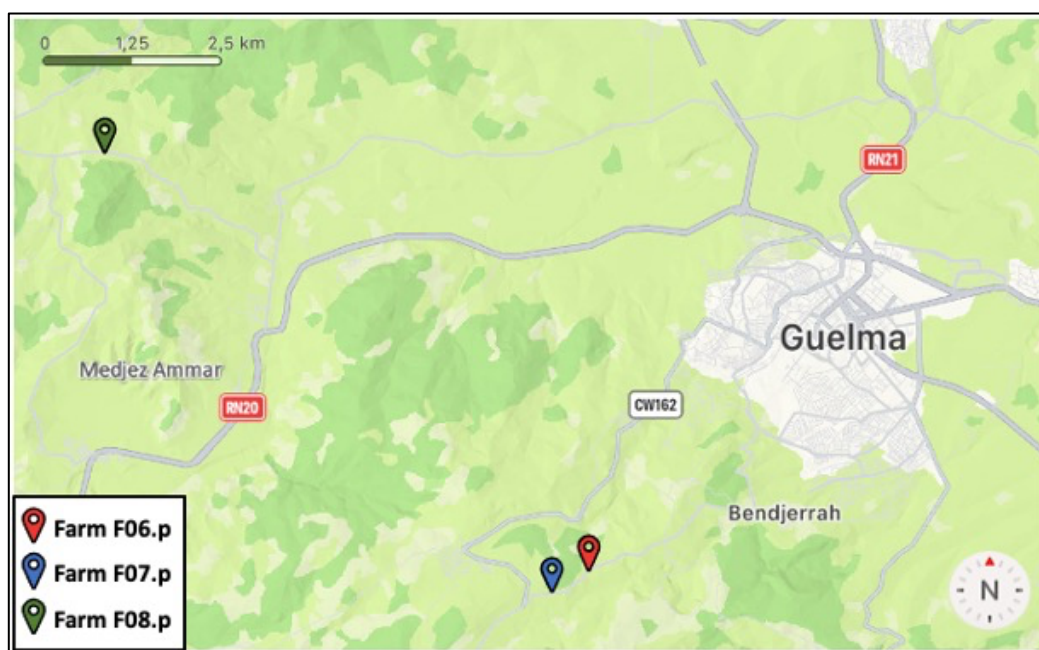 0 1,25 2,5 km
RN21
Guelma
Medjez Ammar
RN20
CW162
Bendjerrah
Farm F06.p
Farm F07.p
Farm F08.p
N